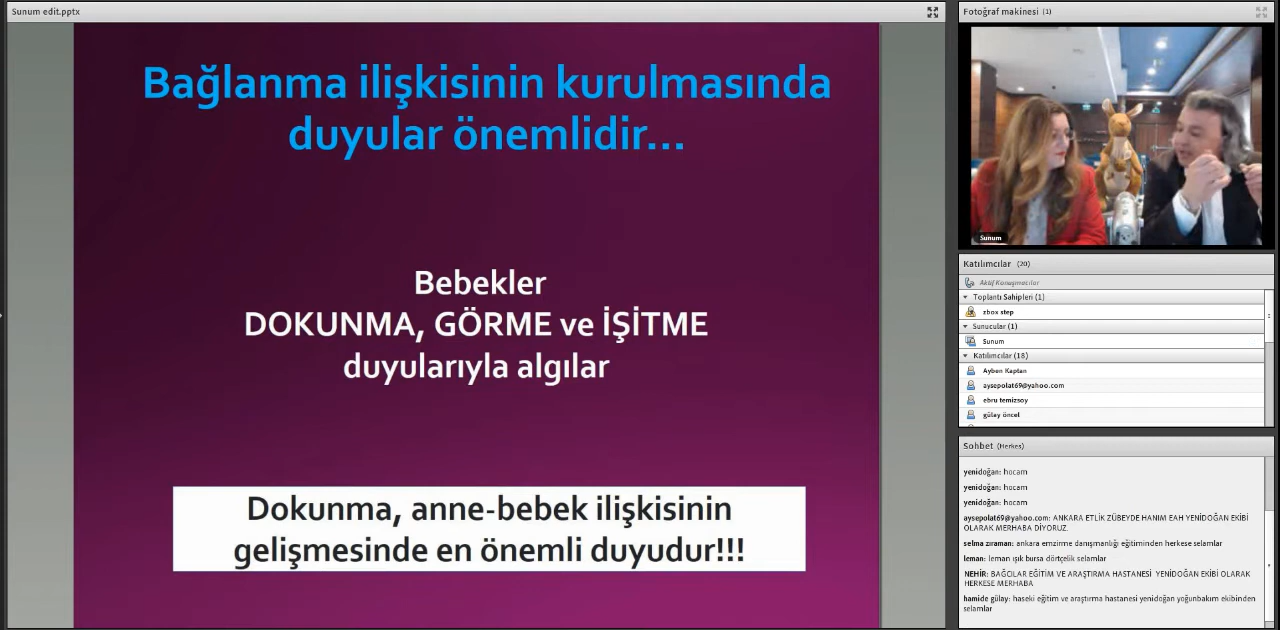 Sunum edit.pptx
Bağlanma ilişkisinin kurulmasında
duyular önemlidir...
Bebekler
DOKUNMA, GÖRME ve İŞİTME
duyularıyla algılar
Dokunma, anne-bebek ilişkisinin
gelişmesinde en önemli duyudur!!!
Fotoğraf makinesi (1)
Sunum
Katılımcılar (20)
Aktif Konuşmacılar
Toplantı Sahipleri (1)
zbox step
Sunucular (1)
Sunum
Katılımcılar (18)
Ayben Kaptan
aysepolat69@yahoo.com
ebru temizsoy
gülay öncel
Sohbet (Herkes)
yenidoğan: hocam
yenidoğan: hocam
yenidoğan: hocam
aysepolat69@yahoo.com: ANKARA ETLİK ZÜBEYDE HANIM EAH YENİDOĞAN EKİBİ
OLARAK MERHABA DİYORUZ.
selma zıraman: ankara emzirme danışmanlığı eğitiminden herkese selamlar
leman: leman ışık bursa dörtçelik selamlar
NEHİR: BAĞCILAR EĞİTİM VE ARAŞTIRMA HASTANESİ YENİDOĞAN EKİBİ OLARAK
HERKESE MERHABA
hamide gülay: haseki eğitim ve araştırma hastanesi yenidoğan yoğunbakım ekibinden
selamlar